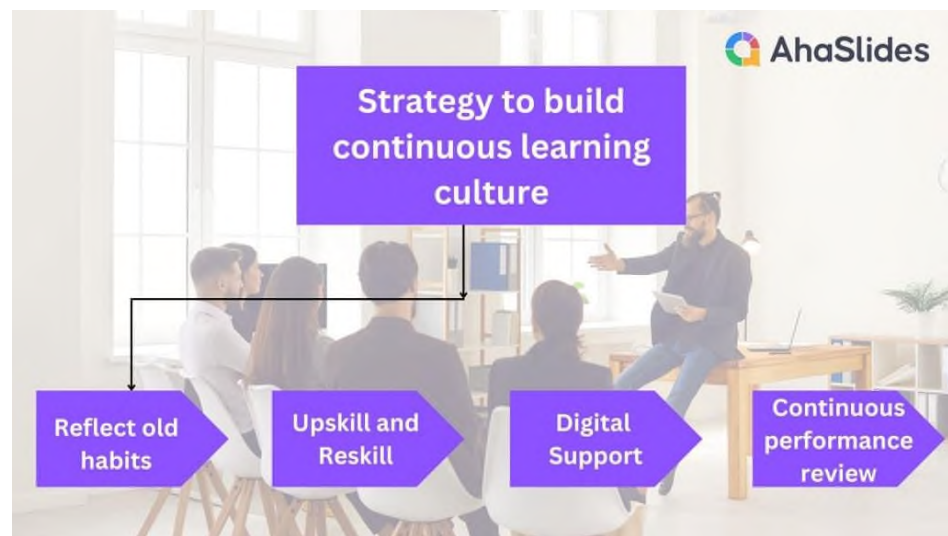 AhaSlides
Strategy to build
continuous learning
culture
Reflect old
habits
Upskill and
Reskill
Digital
Support
Continuous
performance
review